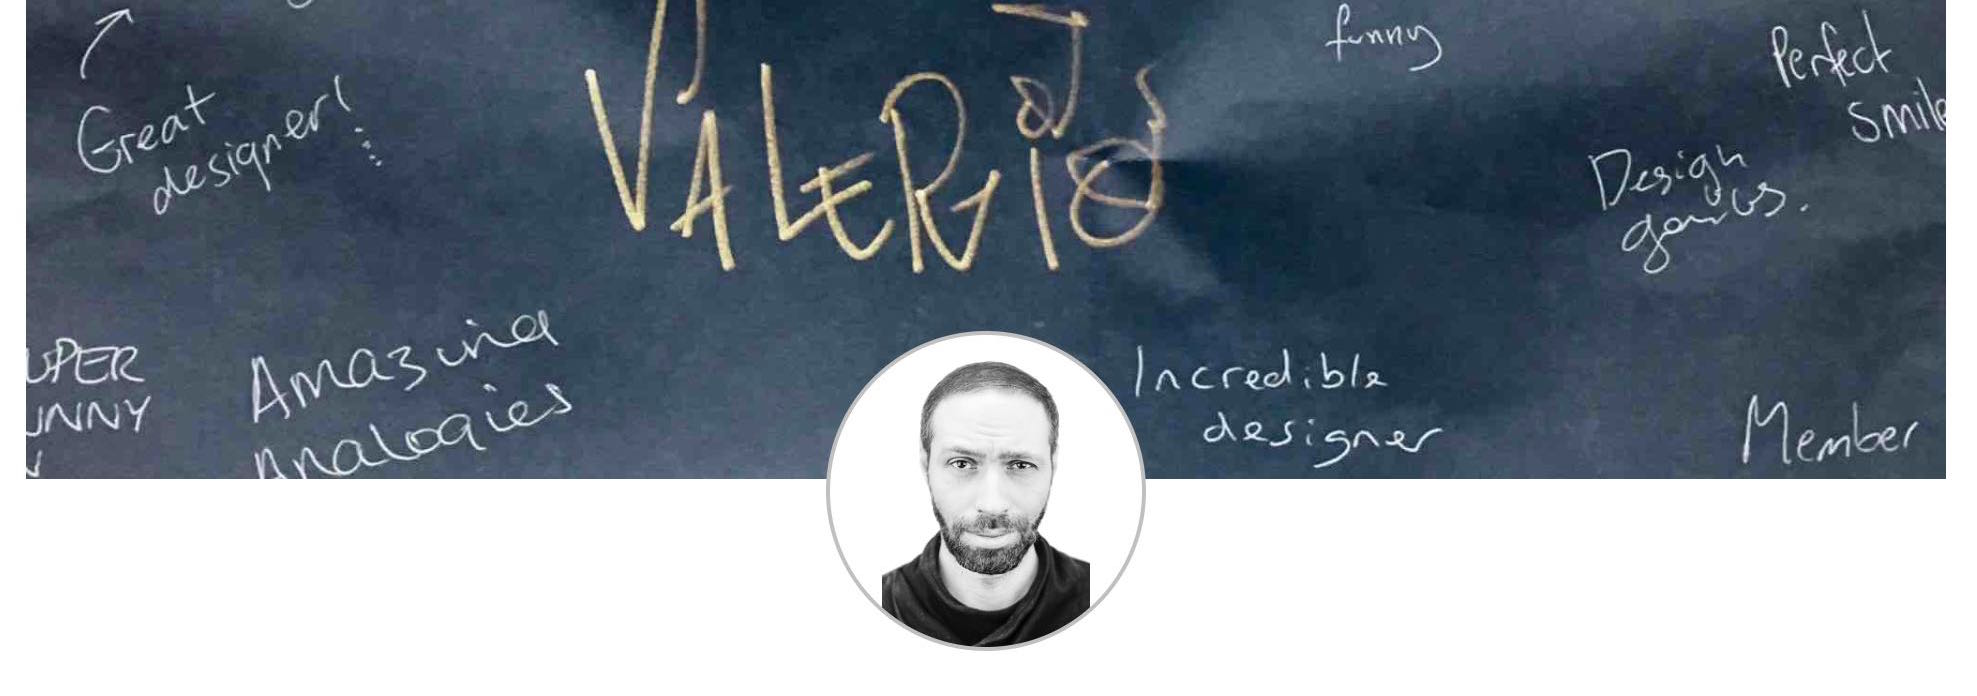 funny
Perfect
Smile
Great
designer!
VALERIO
Design
genius.
UPER
UNNY
Amazing
Analogies
Incredible
designer
Member